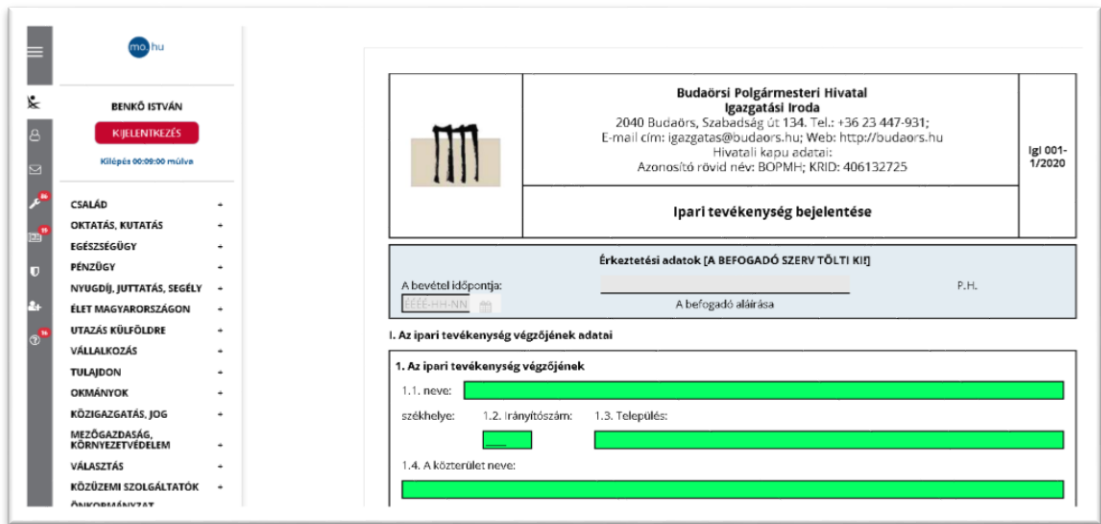 mo.hu
BENKŐ ISTVÁN
KIJELENTKEZÉS
Kilépés 00:09:00 múlva
CSALÁD +
OKTATÁS, KUTATÁS +
EGÉSZSÉGÜGY +
PÉNZÜGY +
NYUGDÍJ, JUTTATÁS, SEGÉLY +
ÉLET MAGYARORSZÁGON +
UTAZÁS KÜLFÖLDRE +
VÁLLALKOZÁS +
TULAJDON +
OKMÁNYOK +
KÖZIGAZGATÁS, JOG +
MEZŐGAZDASÁG,
KÖRNYEZETVÉDELEM +
VÁLASZTÁS +
KÖZÜZEMI SZOLGÁLTATÓK +
ÖNKORMÁNYZAT
Budaörsi Polgármesteri Hivatal
Igazgatási Iroda
2040 Budaörs, Szabadság út 134. Tel.: +36 23 447-931;
E-mail cím: igazgatas@budaors.hu; Web: http://budaors.hu
Hivatali kapu adatai:
Azonosító rövid név: BOPMH; KRID: 406132725
IgI 001-
1/2020
Ipari tevékenység bejelentése
Érkeztetési adatok [A BEFOGADÓ SZERV TÖLTI KI!]
A bevétel időpontja:
P.H.
ÉÉÉÉ-HH-NN
A befogadó aláírása
I. Az ipari tevékenység végzőjének adatai
1. Az ipari tevékenység végzőjének
1.1. neve:
székhelye: 1.2. Irányítószám: 1.3. Település:
1.4. A közterület neve: